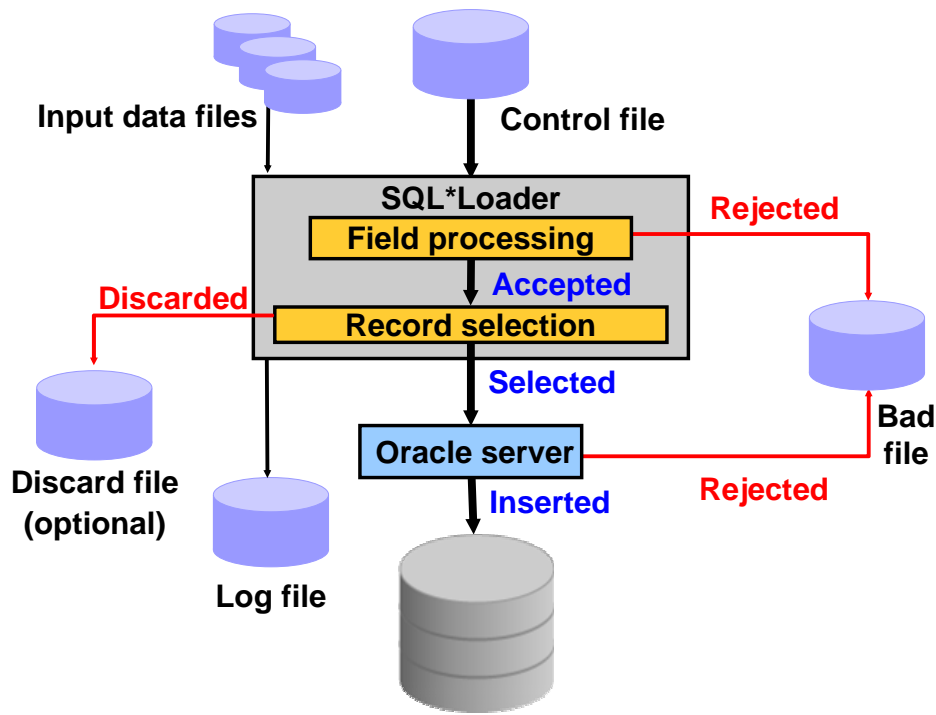 Input data files
Control file
SQL*Loader
Rejected
Field processing
Accepted
Discarded
Record selection
Selected
Bad
file
Oracle server
Discard file
(optional)
Rejected
Inserted
Log file